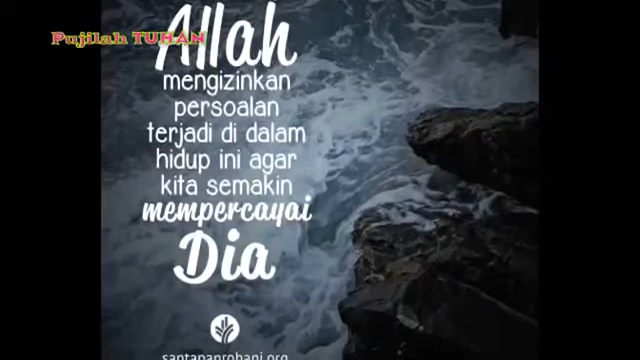 Pujilah TUHAN
Allah
mengizinkan
persoalan
terjadi di dalam
hidup ini agar
kita semakin
mempercayai
Dia
santapanrohani.org